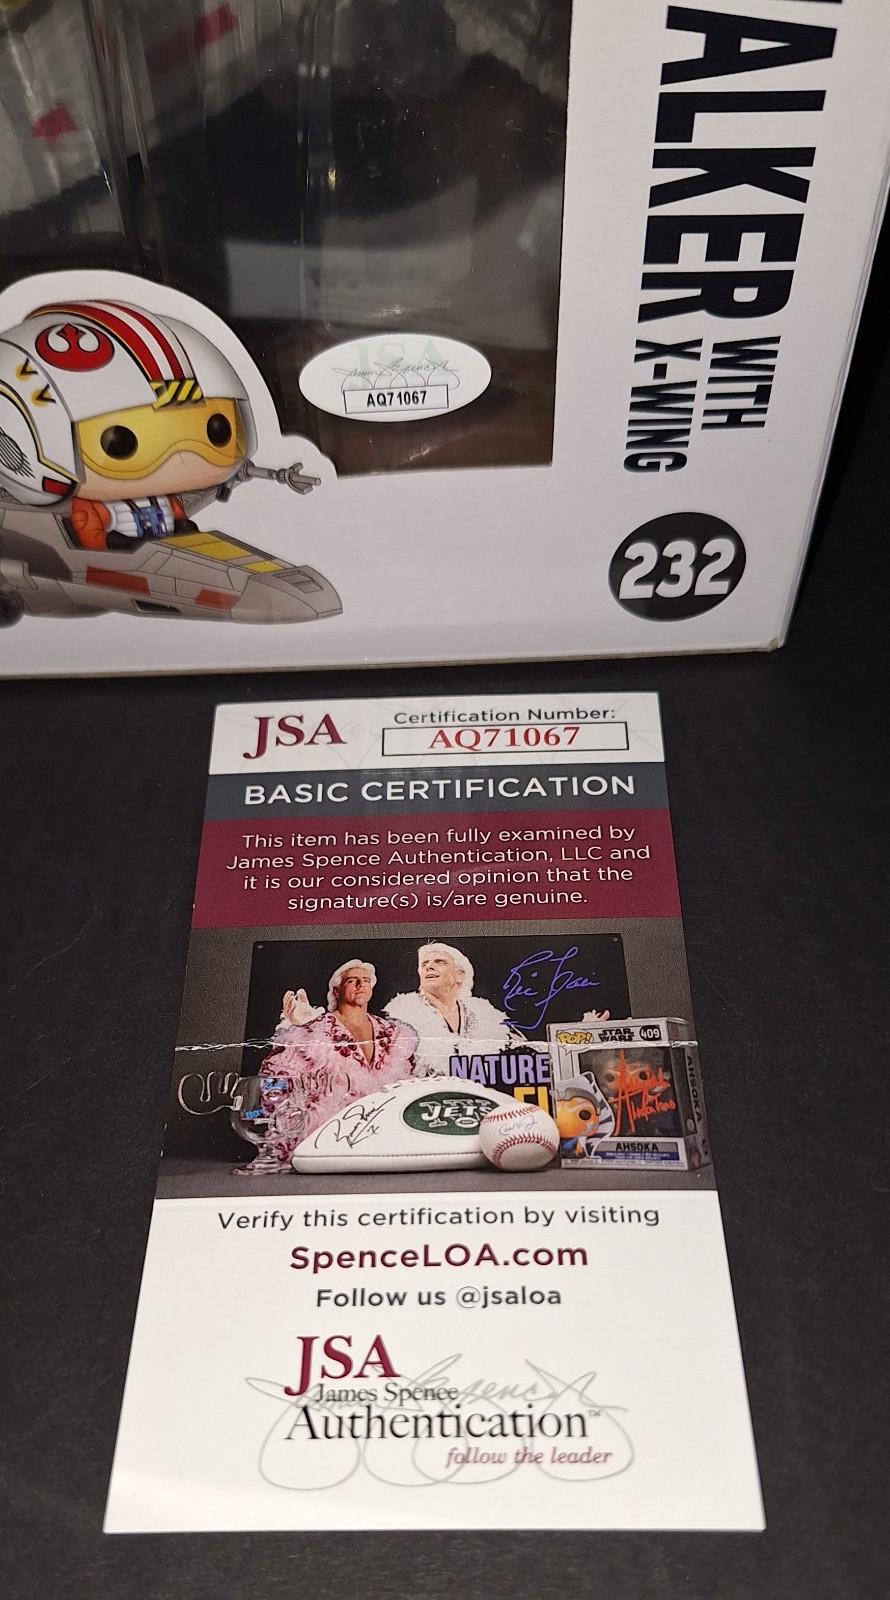 ALKER WITH
X-WING
JSA
AQ71067
232
JSA
Certification Number:
AQ71067
BASIC CERTIFICATION
This item has been fully examined by
James Spence Authentication, LLC and
it is our considered opinion that the
signature(s) is/are genuine.
NATURE
JETS
POP! STAR WARS 409
AHSOKA
AHSOKA
Verify this certification by visiting
SpenceLOA.com
Follow us @jsaloa
JSA
James Spence
Authentication™
follow the leader